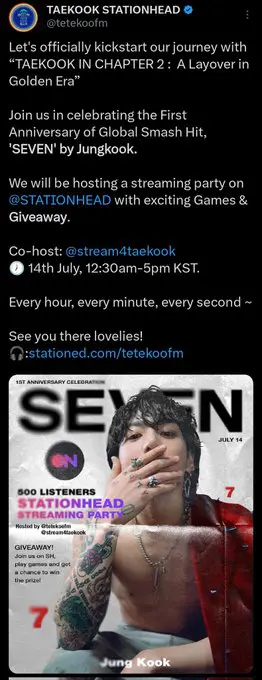 TAEKOOK STATIONHEAD
@tetekoofm
Let's officially kickstart our journey with
“TAEKOOK IN CHAPTER 2 : A Layover in
Golden Era”
Join us in celebrating the First
Anniversary of Global Smash Hit,
'SEVEN' by Jungkook.
We will be hosting a streaming party on
@STATIONHEAD with exciting Games &
Giveaway.
Co-host: @stream4taekook
🕖 14th July, 12:30am-5pm KST.
Every hour, every minute, every second ~
See you there lovelies!
🎧:stationed.com/tetekoofm
1ST ANNIVERSARY CELEBRATION
SEVEN
JULY 14
ON
500 LISTENERS
STATIONHEAD
STREAMING PARTY
Hosted by @tetekoofm
@stream4taekook
7
GIVEAWAY!
Join us on SH,
play games and get
a chance to win
the prize!
7
Jung Kook